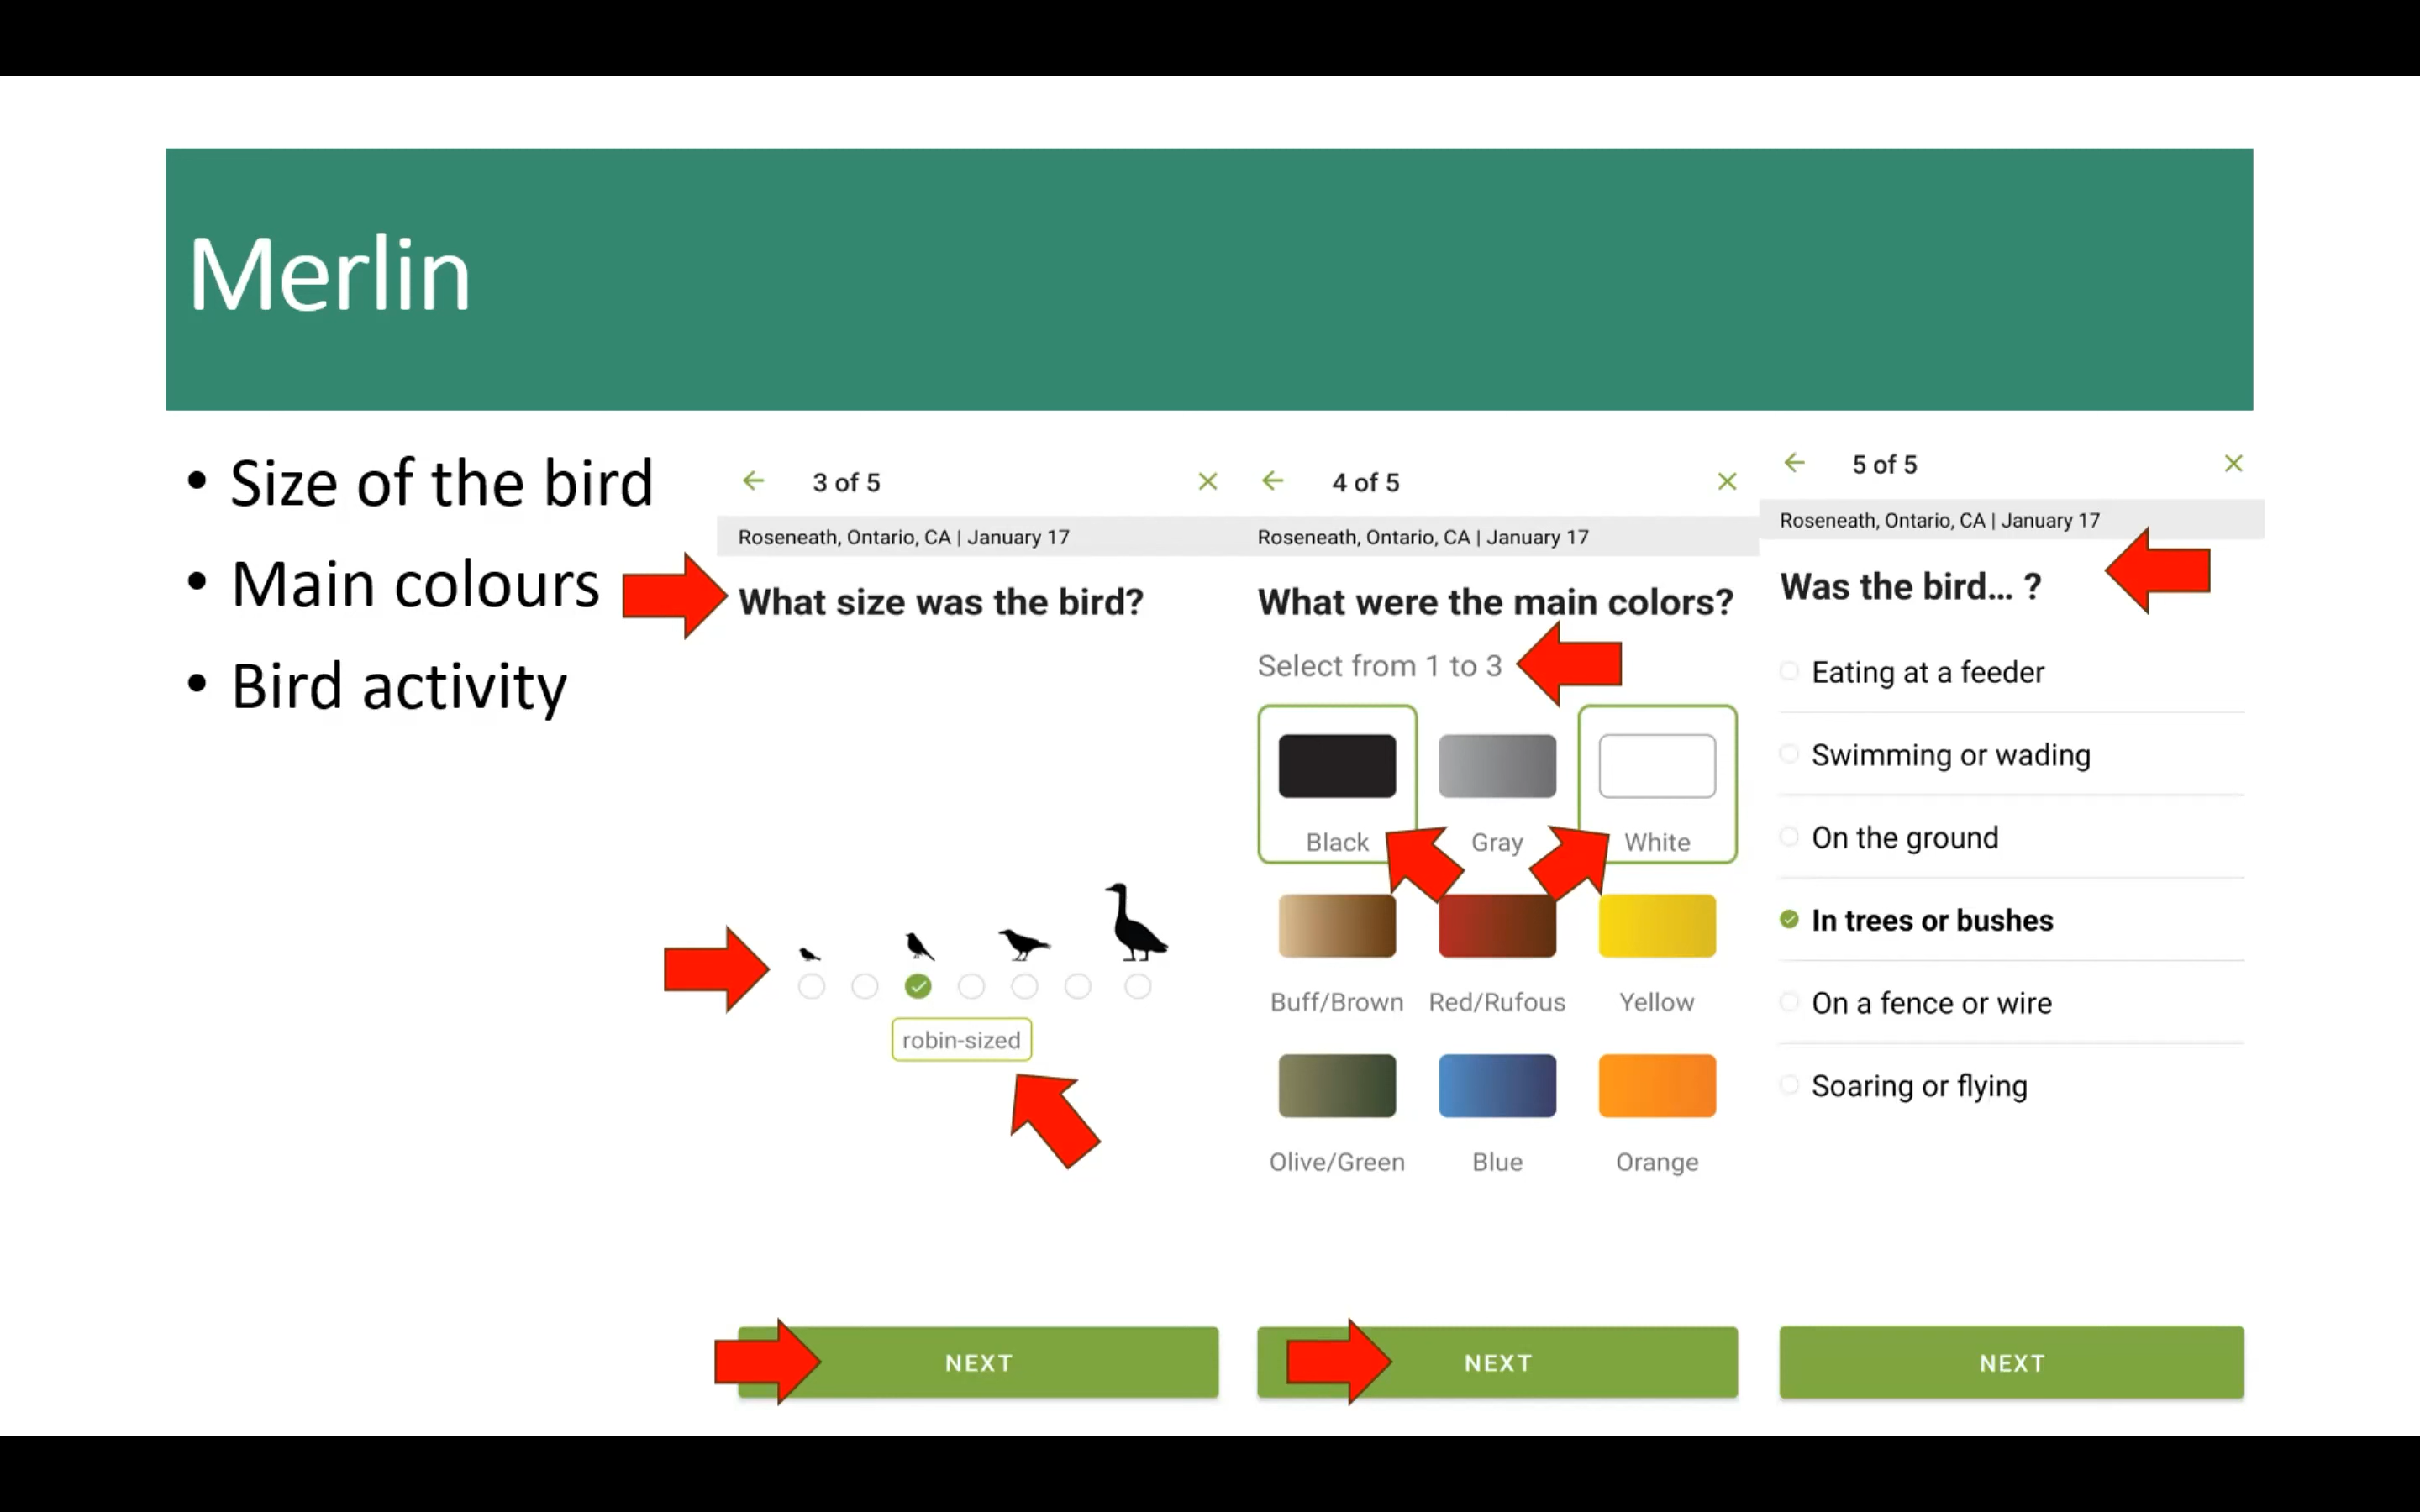 Merlin
• Size of the bird
• Main colours
• Bird activity
3 of 5
Roseneath, Ontario, CA | January 17
What size was the bird?
robin-sized
NEXT
4 of 5
Roseneath, Ontario, CA | January 17
What were the main colors?
Select from 1 to 3
Black Gray White
Buff/Brown Red/Rufous Yellow
Olive/Green Blue Orange
NEXT
5 of 5
Roseneath, Ontario, CA | January 17
Was the bird... ?
Eating at a feeder
Swimming or wading
On the ground
In trees or bushes
On a fence or wire
Soaring or flying
NEXT